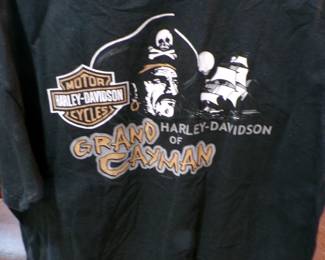 MOTOR
HARLEY-DAVIDSON
CYCLES
HARLEY-DAVIDSON
OF
GRAND
CAYMAN